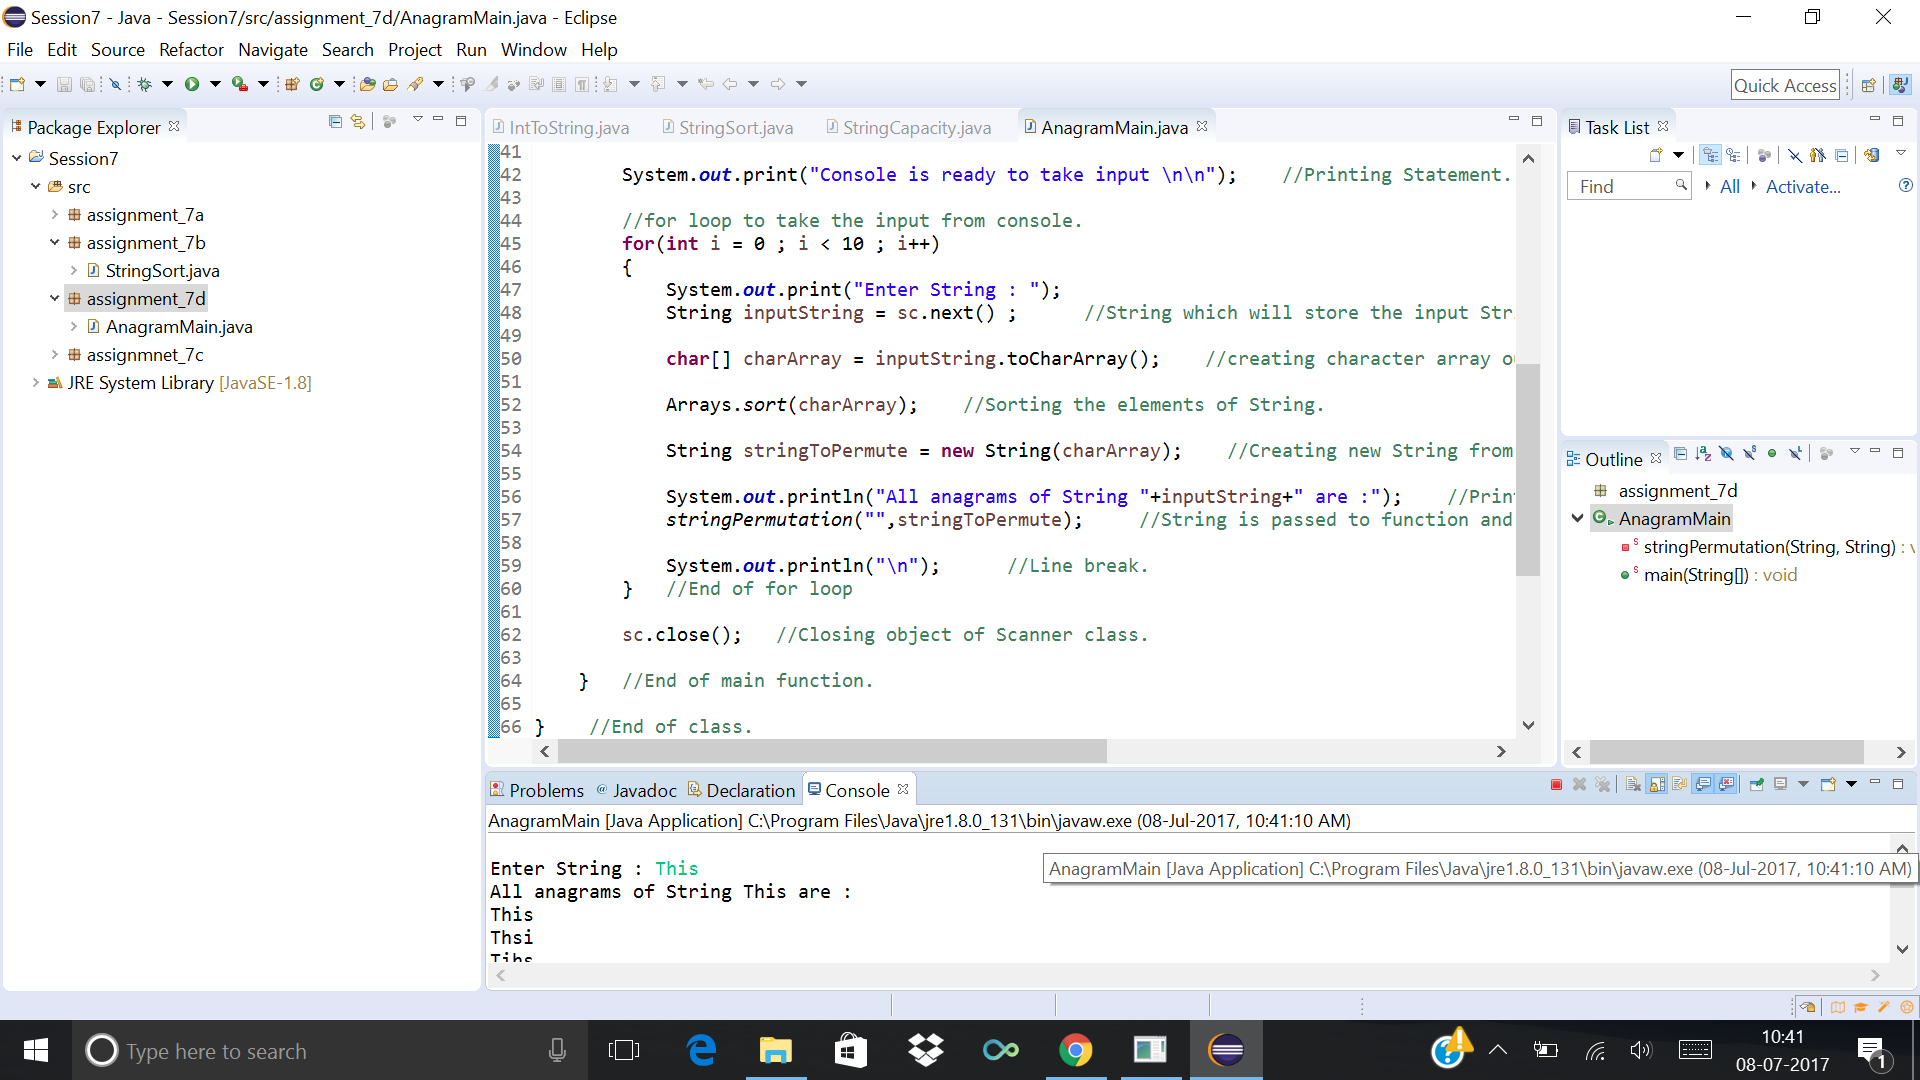 Session7 - Java - Session7/src/assignment_7d/AnagramMain.java - Eclipse
File Edit Source Refactor Navigate Search Project Run Window Help
Quick Access
Package Explorer
Session7
src
assignment_7a
assignment_7b
StringSort.java
assignment_7d
AnagramMain.java
assignmnet_7c
JRE System Library [JavaSE-1.8]
IntToString.java StringSort.java StringCapacity.java AnagramMain.java
41
42 System.out.print("Console is ready to take input \n\n"); //Printing Statement.
43
44 //for loop to take the input from console.
45 for(int i = 0 ; i < 10 ; i++)
46 {
47 System.out.print("Enter String : ");
48 String inputString = sc.next() ; //String which will store the input Str
49
50 char[] charArray = inputString.toCharArray(); //creating character array o
51
52 Arrays.sort(charArray); //Sorting the elements of String.
53
54 String stringToPermute = new String(charArray); //Creating new String from
55
56 System.out.println("All anagrams of String "+inputString+" are :"); //Prin
57 stringPermutation("",stringToPermute); //String is passed to function and
58
59 System.out.println("\n"); //Line break.
60 } //End of for loop
61
62 sc.close(); //Closing object of Scanner class.
63
64 } //End of main function.
65
66 } //End of class.
Task List
Find All Activate...
Outline
assignment_7d
AnagramMain
stringPermutation(String, String) : v
main(String[]) : void
Problems Javadoc Declaration Console
AnagramMain [Java Application] C:\Program Files\Java\jre1.8.0_131\bin\javaw.exe (08-Jul-2017, 10:41:10 AM)
Enter String : This
AnagramMain [Java Application] C:\Program Files\Java\jre1.8.0_131\bin\javaw.exe (08-Jul-2017, 10:41:10 AM)
All anagrams of String This are :
This
Thsi
Tihs
Type here to search
10:41
08-07-2017
1